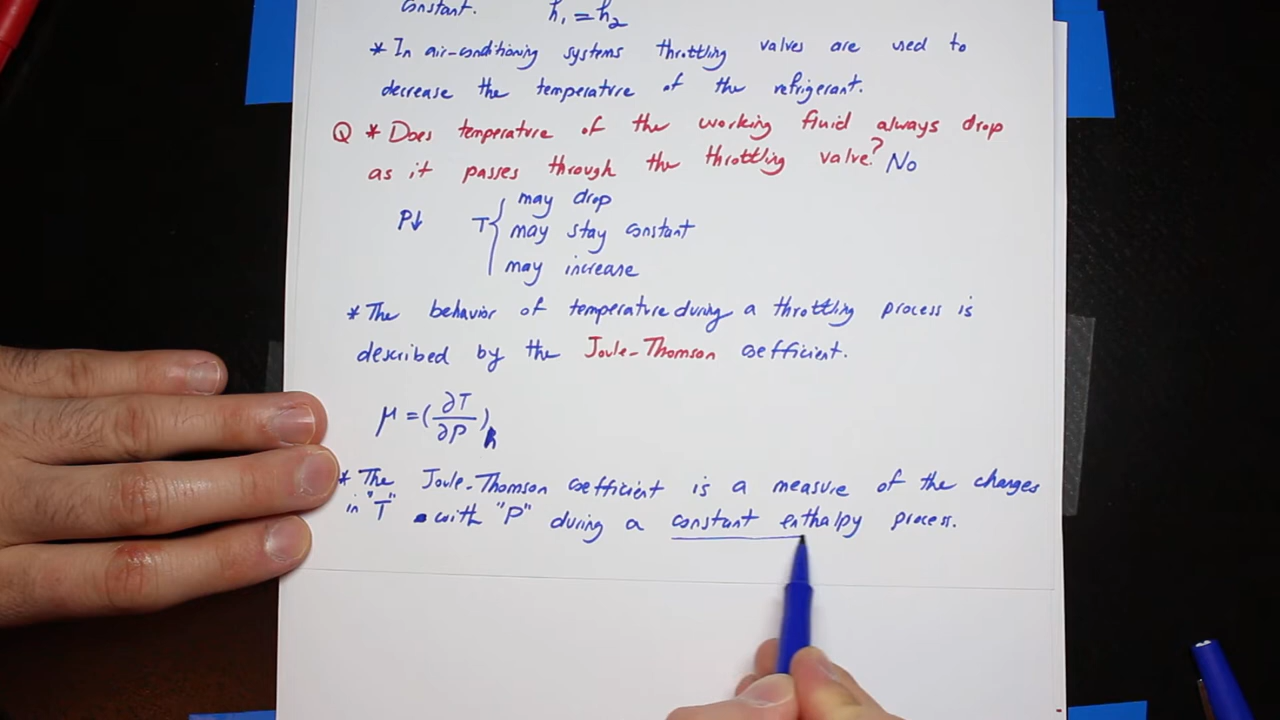 constant. h₁ = h₂
* In air-conditioning systems throttling valves are used to
decrease the temperature of the refrigerant.
Q * Does temperature of the working fluid always drop
as it passes through the throttling valve? No
may drop
P↓ T { may stay constant
may increase
* The behavior of temperature during a throttling process is
described by the Joule-Thomson coefficient.
μ = (∂T/∂P)h
* The Joule-Thomson coefficient is a measure of the changes
in "T" with "P" during a constant enthalpy process.